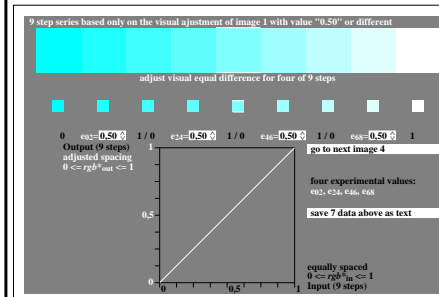 9 step series based only on the visual ajustment of image 1 with value "0.50" or different
adjust visual equal difference for four of 9 steps
0 e02=0,50 1 / 0 e24=0,50 1 / 0 e46=0,50 1 / 0 e68=0,50 1
Output (9 steps)
adjusted spacing
0 <= rgb*out <= 1
1
0,5
0
0 0,5 1
go to next image 4
four experimental values:
e02, e24, e46, e68
save 7 data above as text
equally spaced
0 <= rgb*in <= 1
Input (9 steps)